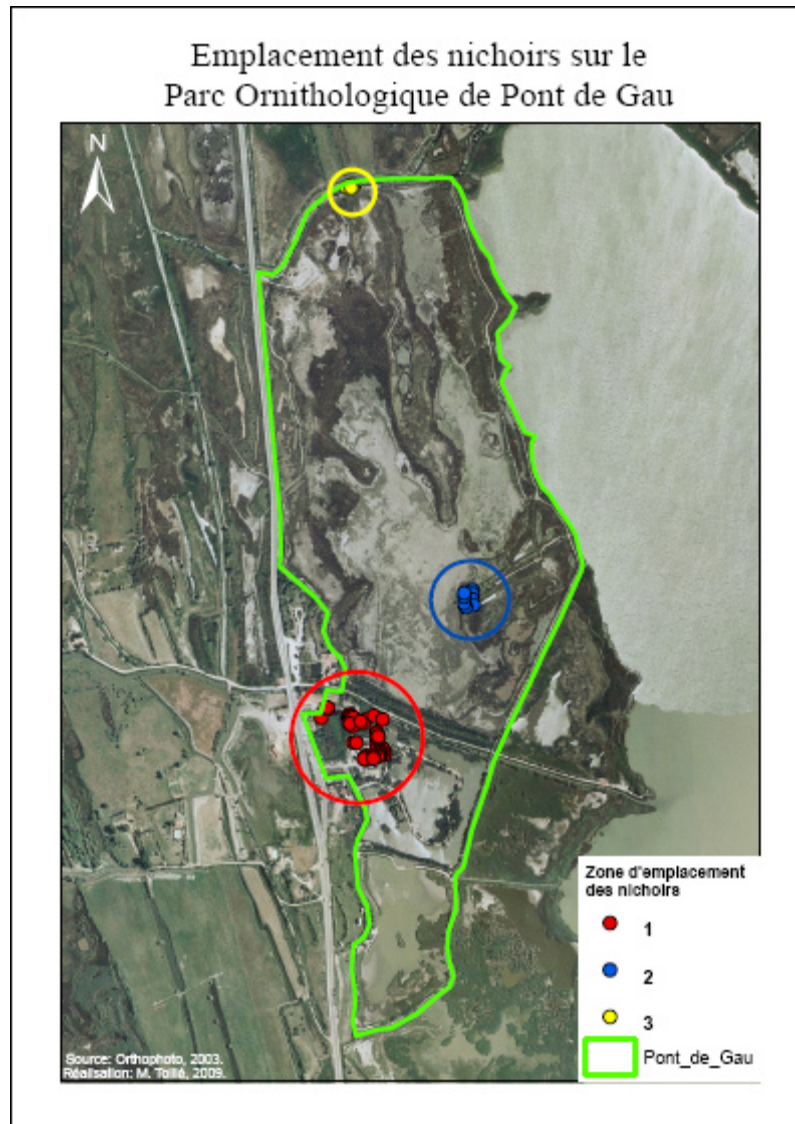 Emplacement des nichoirs sur le
Parc Ornithologique de Pont de Gau
N
Zone d'emplacement
des nichoirs
1
2
3
Pont_de_Gau
Source: Orthophoto, 2003.
Réalisation: M. Tollié, 2009.